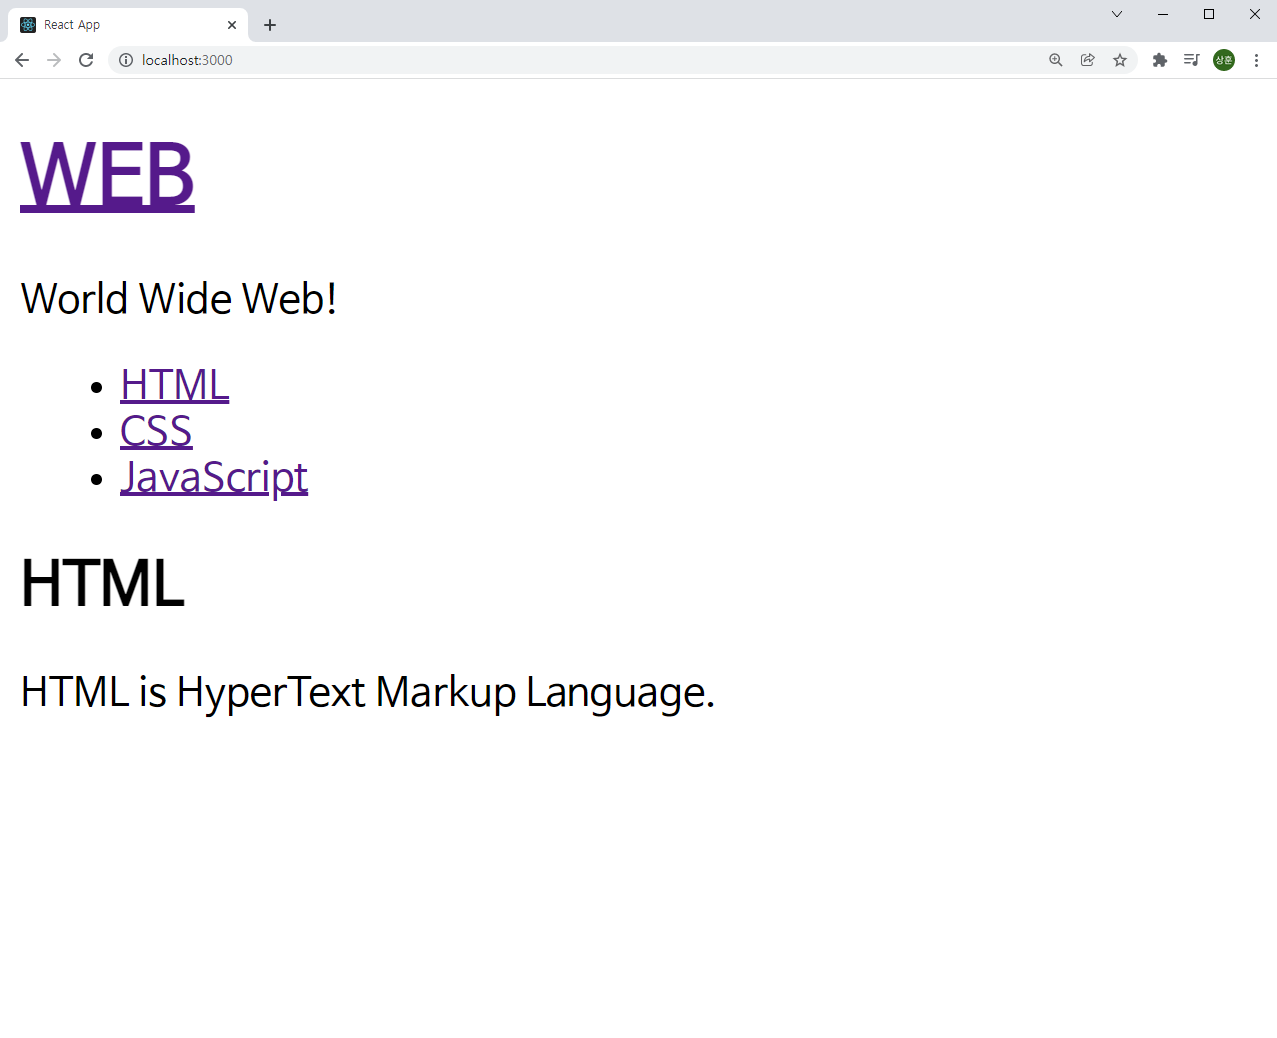 React App
localhost:3000
상훈
WEB
World Wide Web!
HTML
CSS
JavaScript
HTML
HTML is HyperText Markup Language.